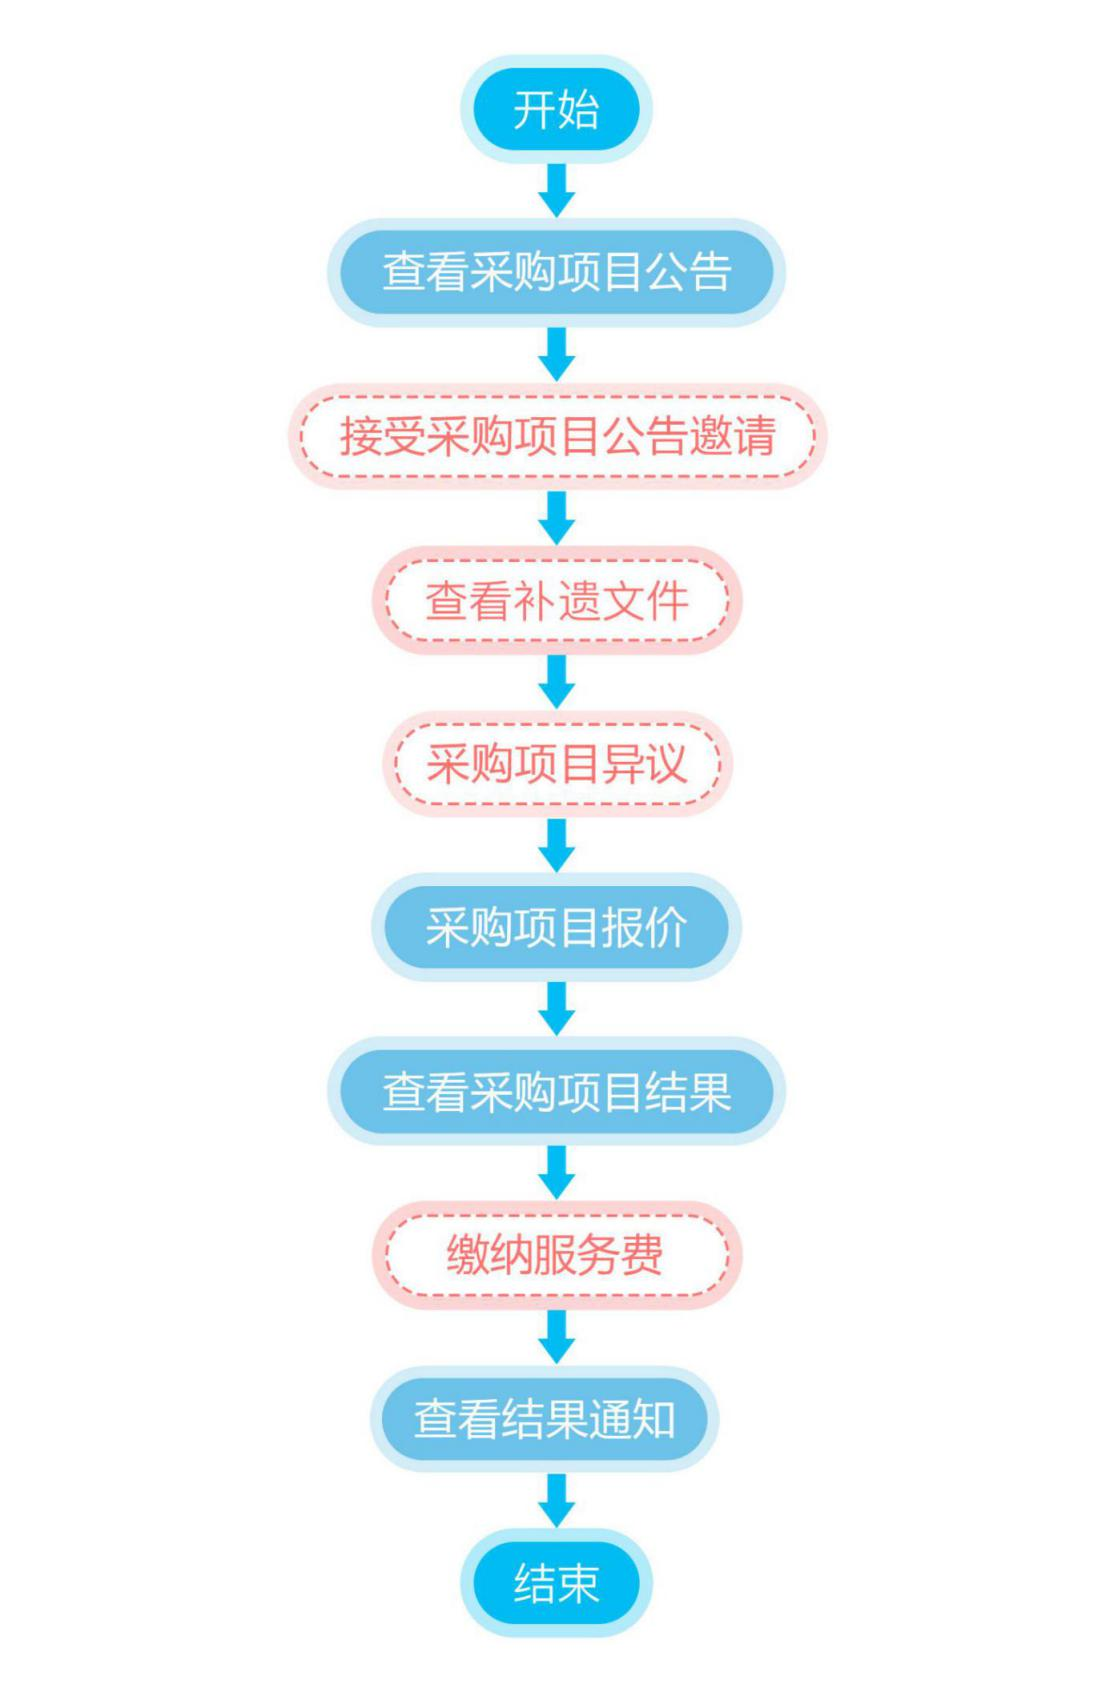 开始
查看采购项目公告
接受采购项目公告邀请
查看补遗文件
采购项目异议
采购项目报价
查看采购项目结果
缴纳服务费
查看结果通知
结束